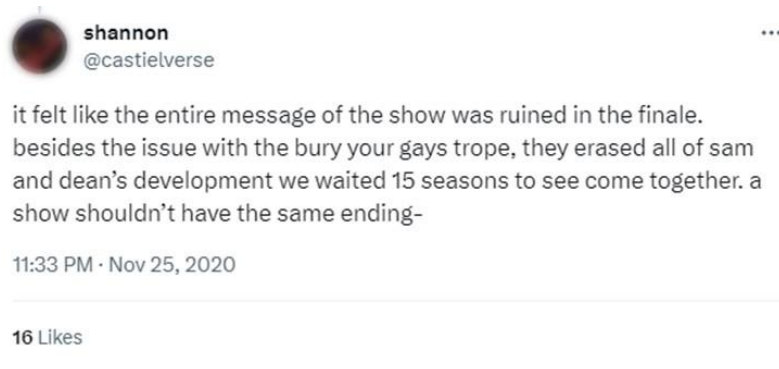 shannon
@castielverse
it felt like the entire message of the show was ruined in the finale.
besides the issue with the bury your gays trope, they erased all of sam
and dean's development we waited 15 seasons to see come together. a
show shouldn't have the same ending-
11:33 PM · Nov 25, 2020
16 Likes